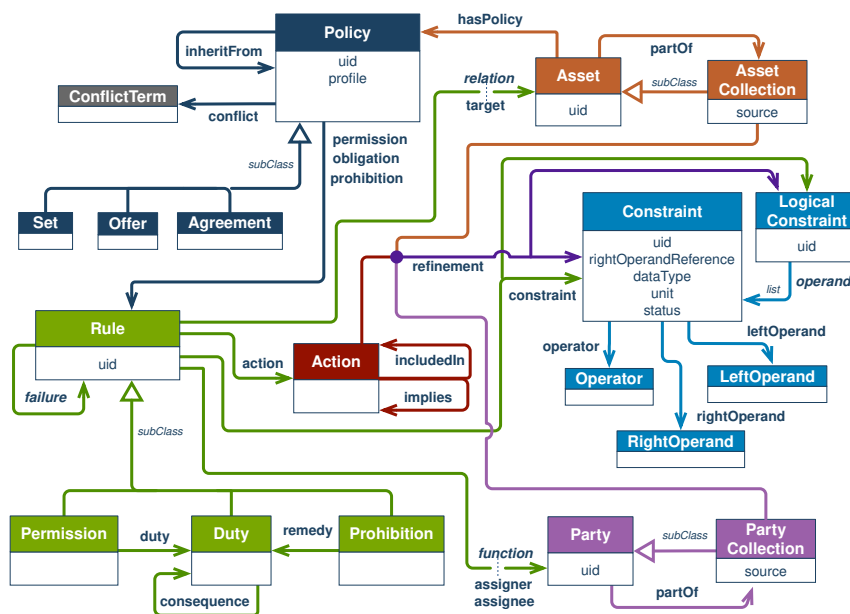 hasPolicy
Policy
inheritFrom
uid
profile
partOf
Asset
Asset
Collection
relation
subClass
target
uid
source
ConflictTerm
conflict
permission
obligation
prohibition
subClass
Set
Offer
Agreement
Constraint
Logical
Constraint
uid
rightOperandReference
dataType
unit
status
uid
refinement
operand
list
constraint
Rule
uid
leftOperand
operator
action
Action
includedIn
implies
failure
Operator
LeftOperand
rightOperand
RightOperand
subClass
Permission
duty
Duty
remedy
Prohibition
function
assigner
assignee
Party
uid
subClass
Party
Collection
source
partOf
consequence